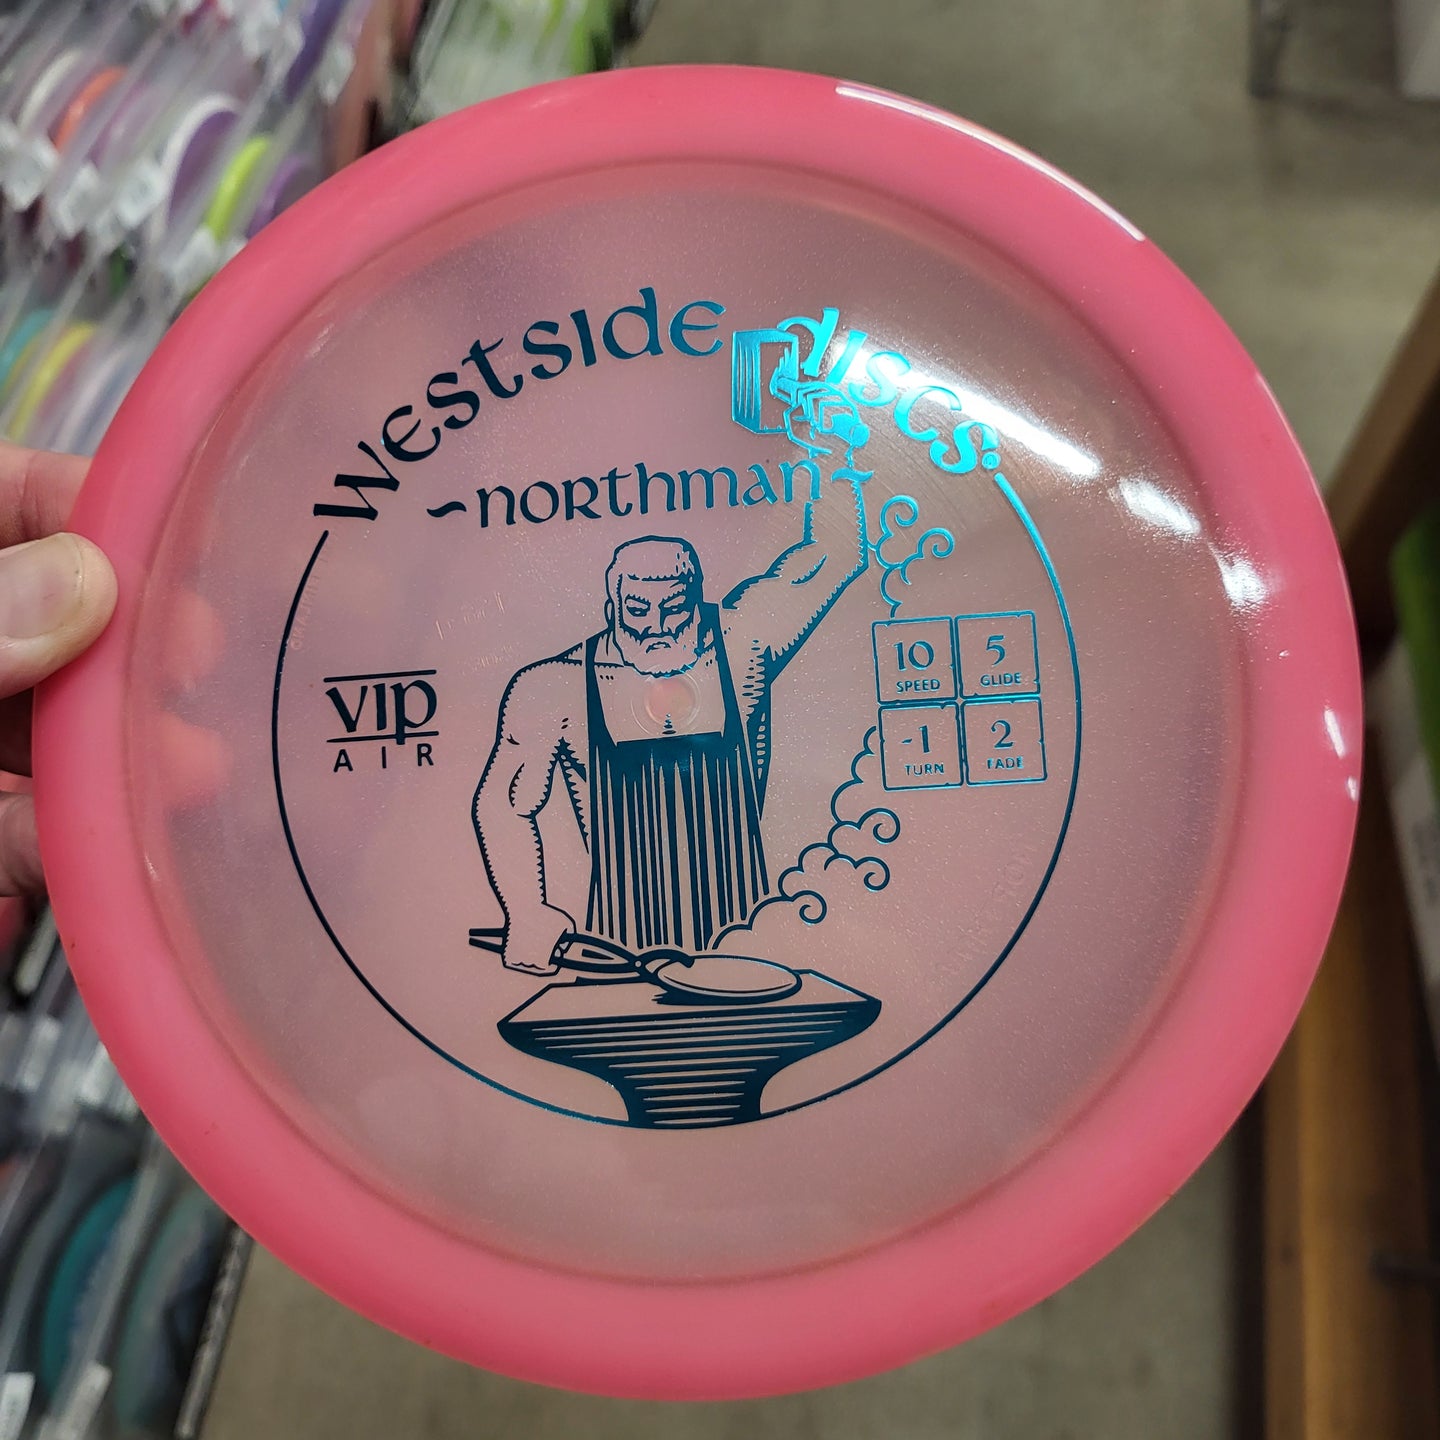 westside discs.
~northman~
VIP
AIR
10 5
SPEED GLIDE
-1 2
TURN FADE